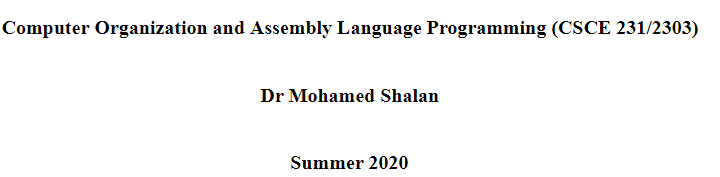 Computer Organization and Assembly Language Programming (CSCE 231/2303)
Dr Mohamed Shalan
Summer 2020